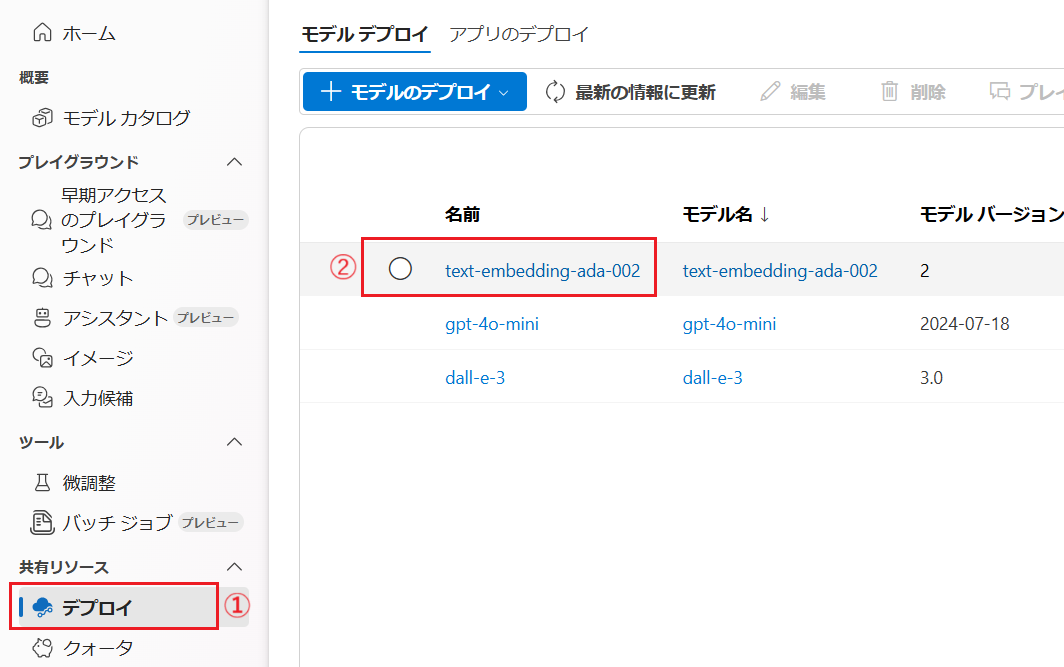 ホーム
概要
モデル カタログ
プレイグラウンド
早期アクセス
のプレイグラ
ウンド
プレビュー
チャット
アシスタント プレビュー
イメージ
入力候補
ツール
微調整
バッチ ジョブ プレビュー
共有リソース
デプロイ ①
クォータ
モデル デプロイ アプリのデプロイ
モデルのデプロイ 最新の情報に更新 編集 削除 プレイ
名前 モデル名 ↓ モデル バージョン
② text-embedding-ada-002 text-embedding-ada-002 2
gpt-4o-mini gpt-4o-mini 2024-07-18
dall-e-3 dall-e-3 3.0